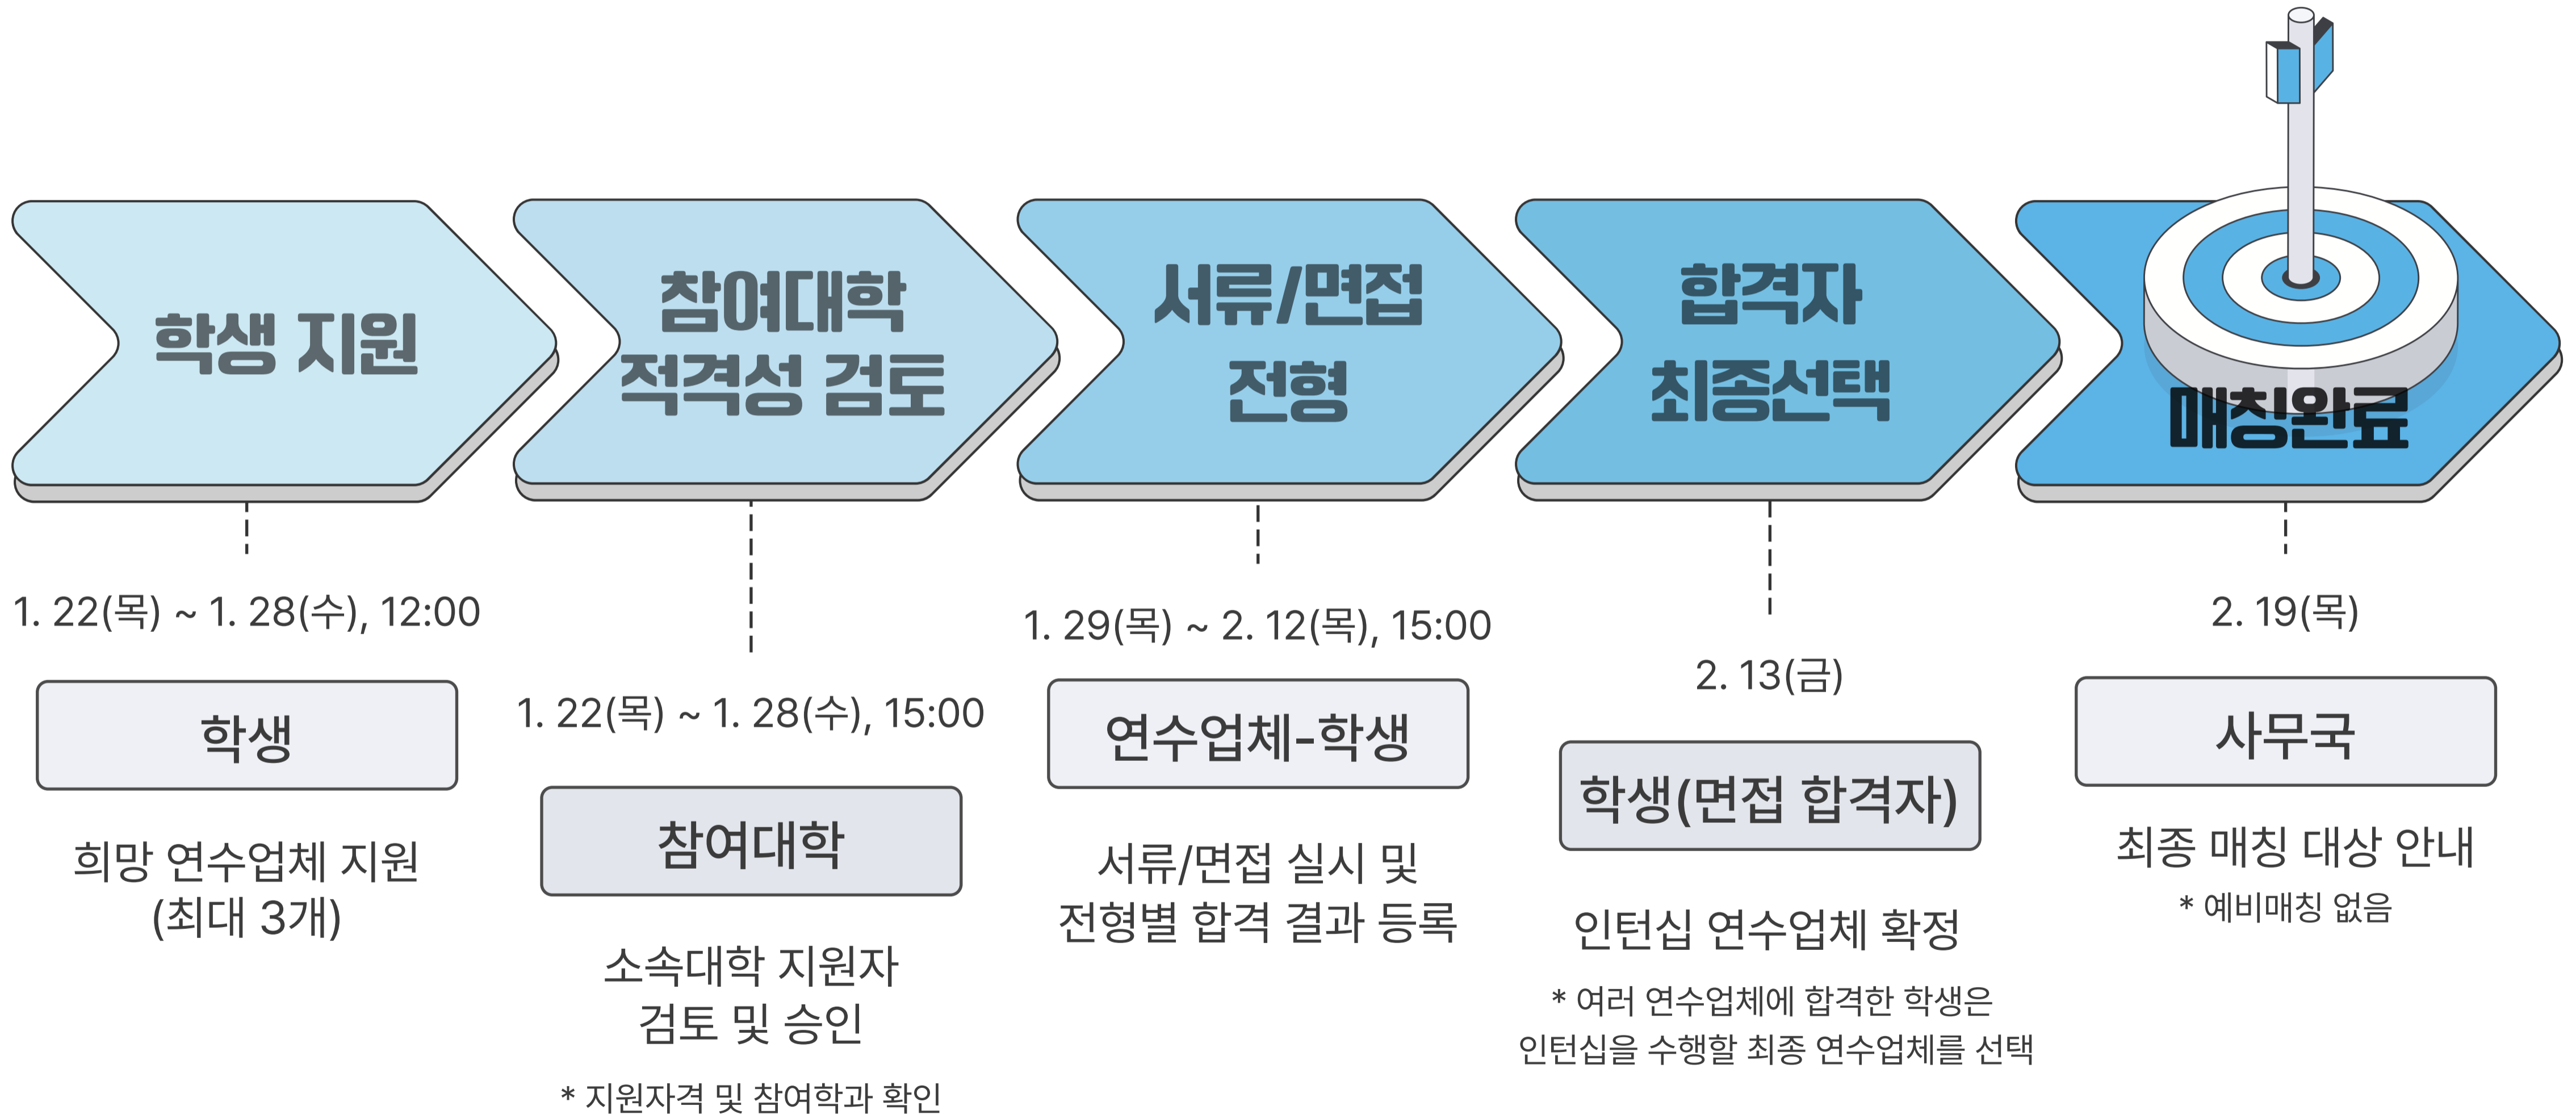 학생 지원
1. 22(목) ~ 1. 28(수), 12:00
학생
희망 연수업체 지원
(최대 3개)
참여대학
적격성 검토
1. 22(목) ~ 1. 28(수), 15:00
참여대학
소속대학 지원자
검토 및 승인
* 지원자격 및 참여학과 확인
서류/면접
전형
1. 29(목) ~ 2. 12(목), 15:00
연수업체-학생
서류/면접 실시 및
전형별 합격 결과 등록
합격자
최종선택
2. 13(금)
학생(면접 합격자)
인턴십 연수업체 확정
* 여러 연수업체에 합격한 학생은
인턴십을 수행할 최종 연수업체를 선택
매칭완료
2. 19(목)
사무국
최종 매칭 대상 안내
* 예비매칭 없음